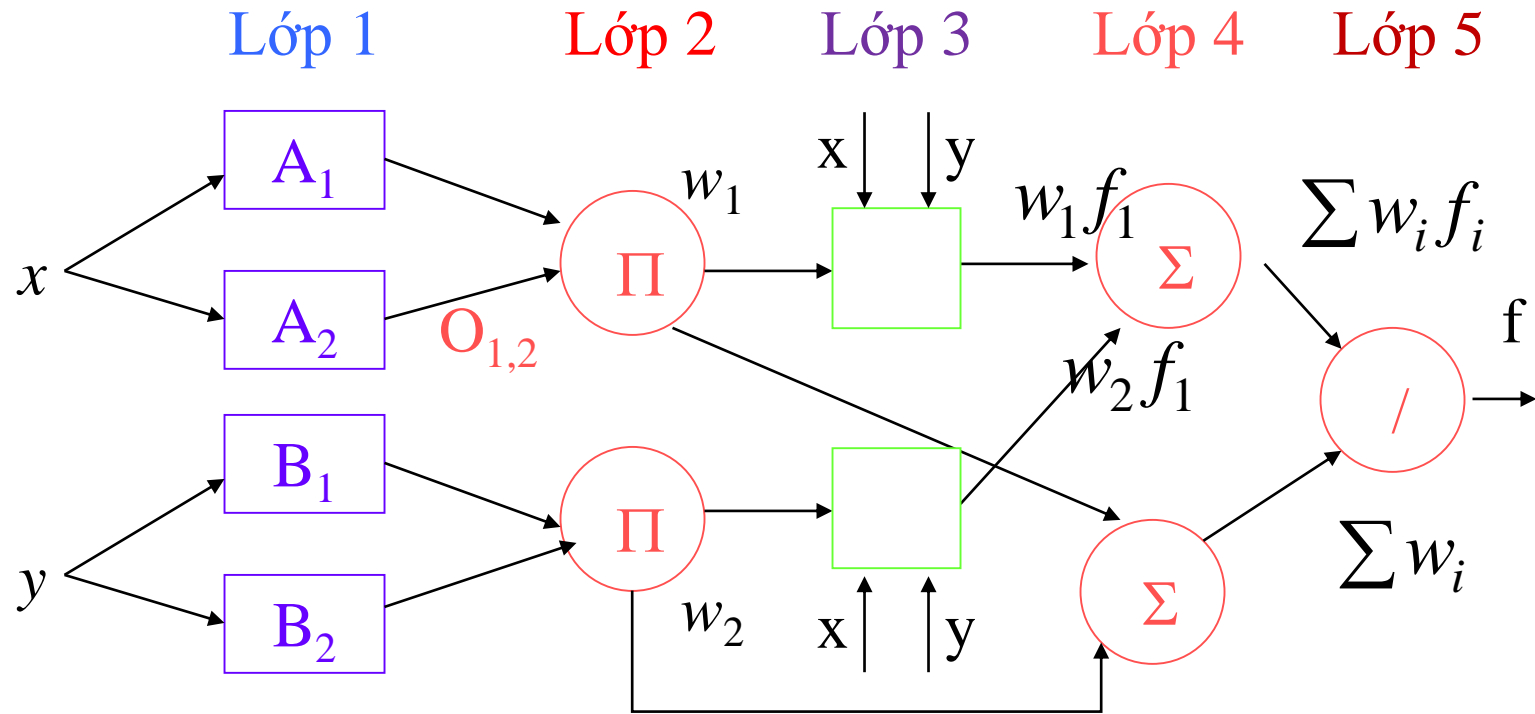 Lớp 1 Lớp 2 Lớp 3 Lớp 4 Lớp 5
x y
A₁ w₁ w₁f₁ ∑wᵢfᵢ
Π Σ
x
A₂ O₁,₂ w₂f₁ f
/
B₁
Π
y
B₂ w₂ x y Σ ∑wᵢ